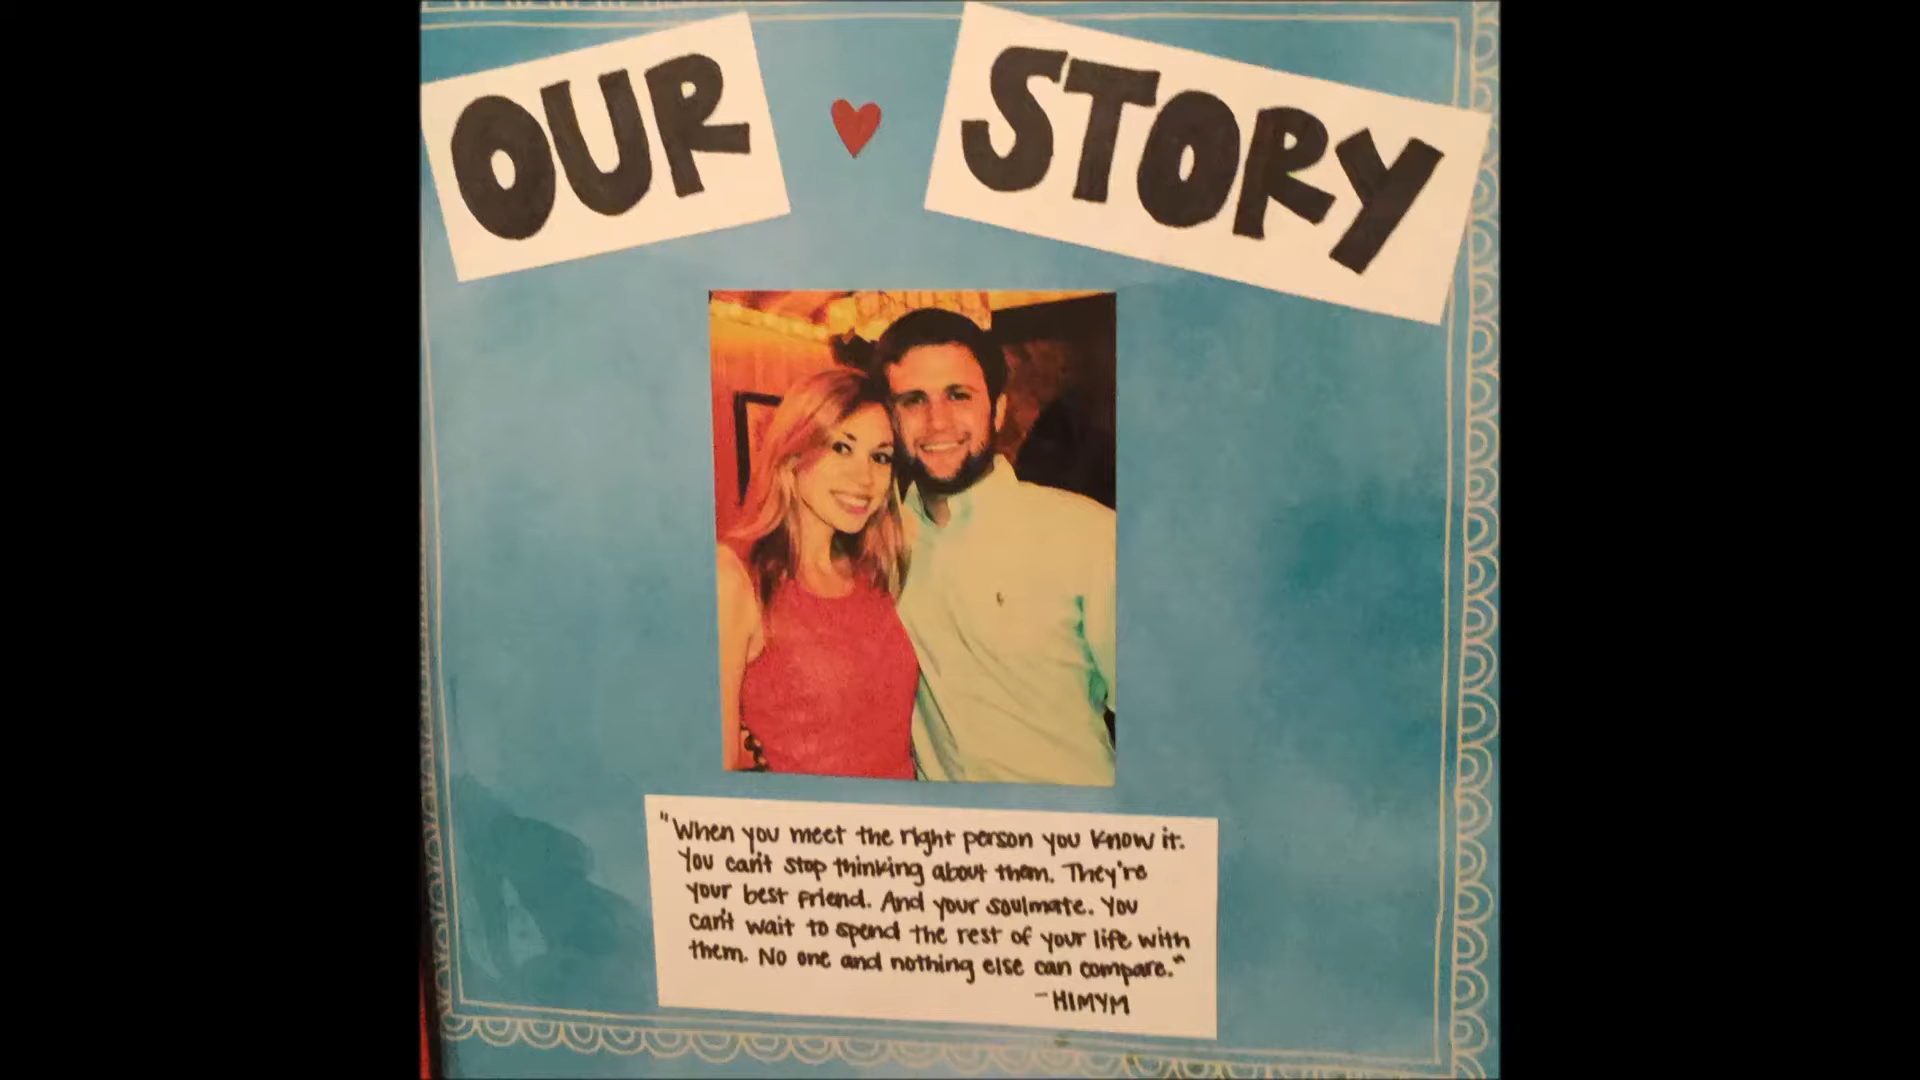 OUR STORY
"When you meet the right person you know it.
You can't stop thinking about them. They're
your best friend. And your soulmate. You
can't wait to spend the rest of your life with
them. No one and nothing else can compare."
-HIMYM